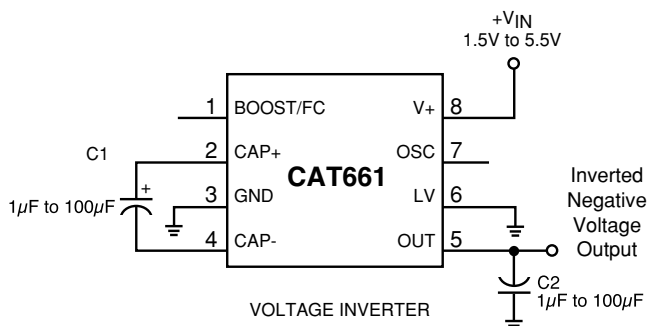 +VIN
1.5V to 5.5V
1 BOOST/FC V+ 8
2 CAP+ OSC 7
C1
CAT661
3 GND LV 6
1µF to 100µF
+
4 CAP- OUT 5
Inverted
Negative
Voltage
Output
C2
1µF to 100µF
VOLTAGE INVERTER